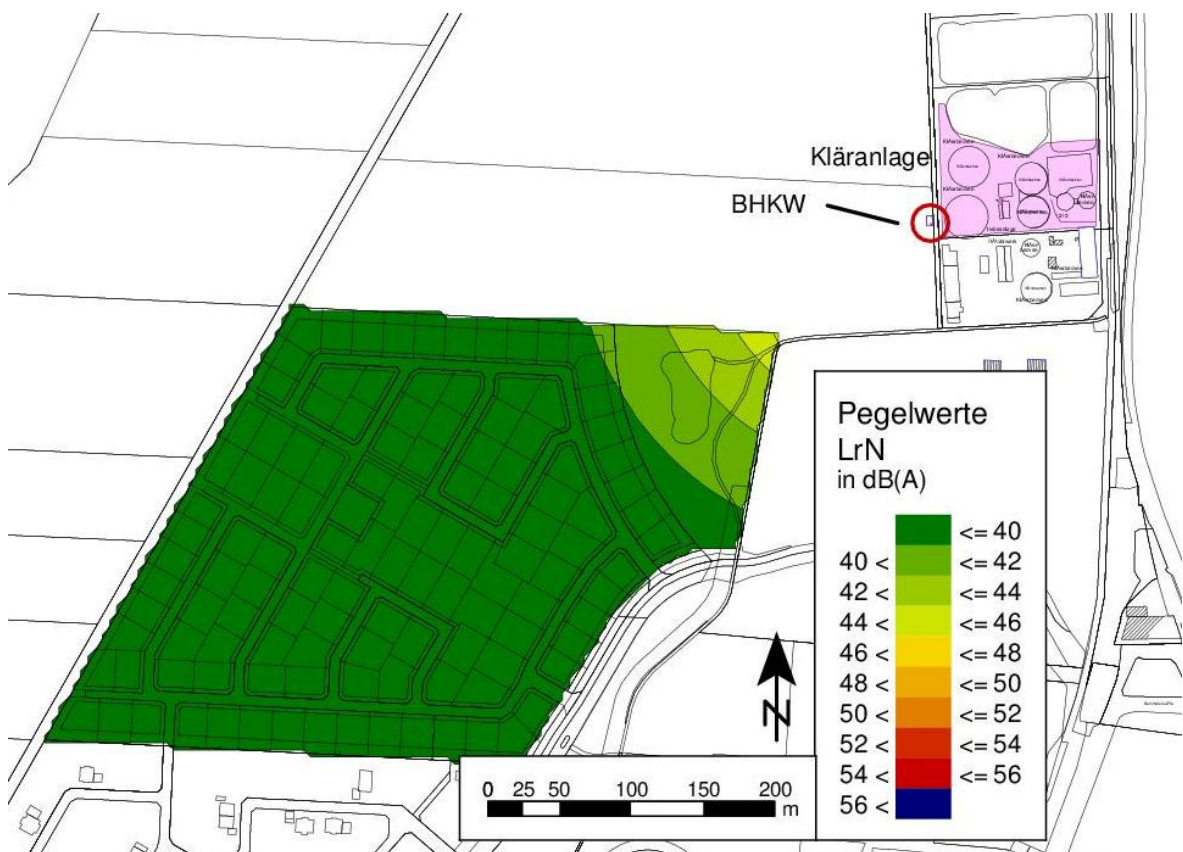 Kläranlage
BHKW
Pegelwerte
LrN
in dB(A)
<= 40
40 < <= 42
42 < <= 44
44 < <= 46
46 < <= 48
48 < <= 50
50 < <= 52
52 < <= 54
54 < <= 56
56 <
N
0 25 50 100 150 200
m